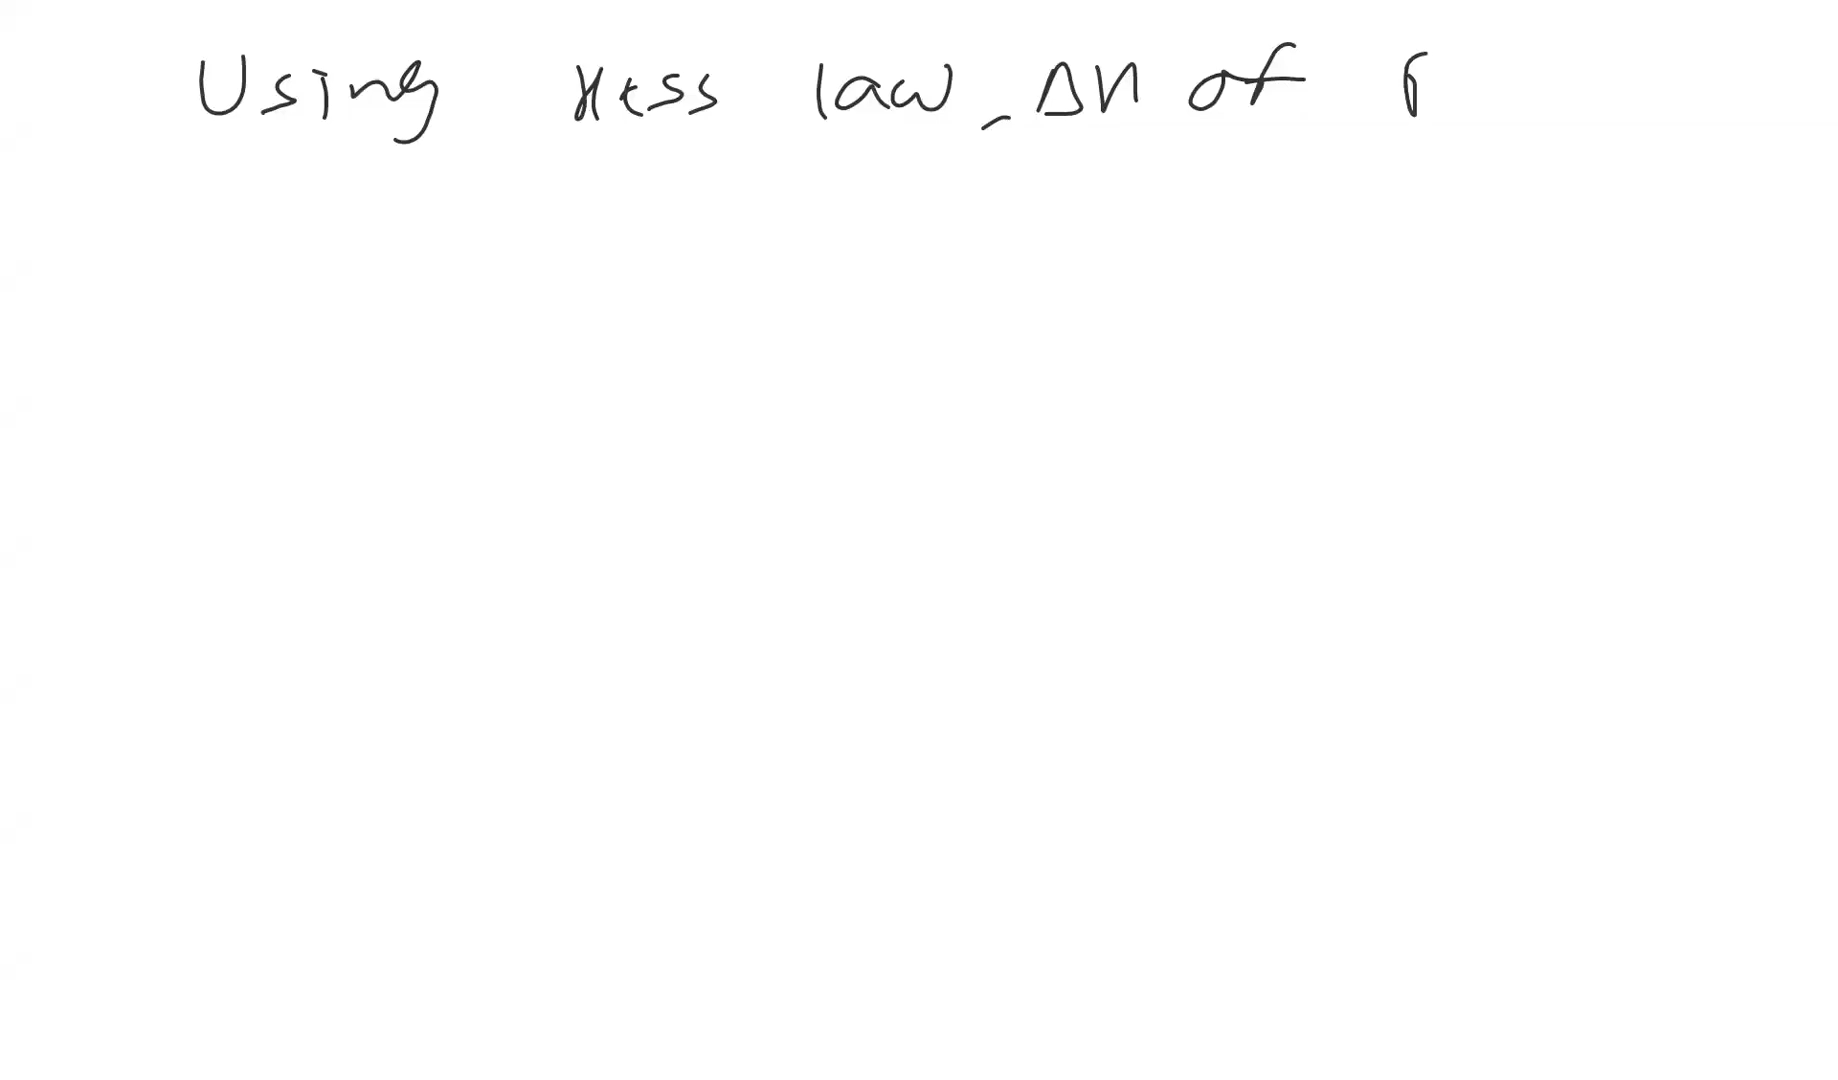 Using Hess law, ΔH of